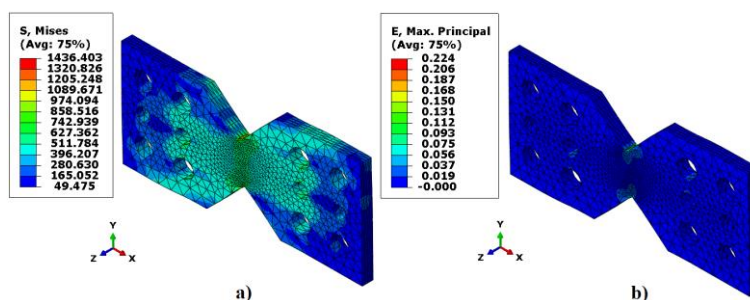 S, Mises
(Avg: 75%)
1436.403
1320.826
1205.248
1089.671
974.094
858.516
742.939
627.362
511.784
396.207
280.630
165.052
49.475
Y
Z
X
a)
E, Max. Principal
(Avg: 75%)
0.224
0.206
0.187
0.168
0.150
0.131
0.112
0.093
0.075
0.056
0.037
0.019
-0.000
Y
Z
X
b)